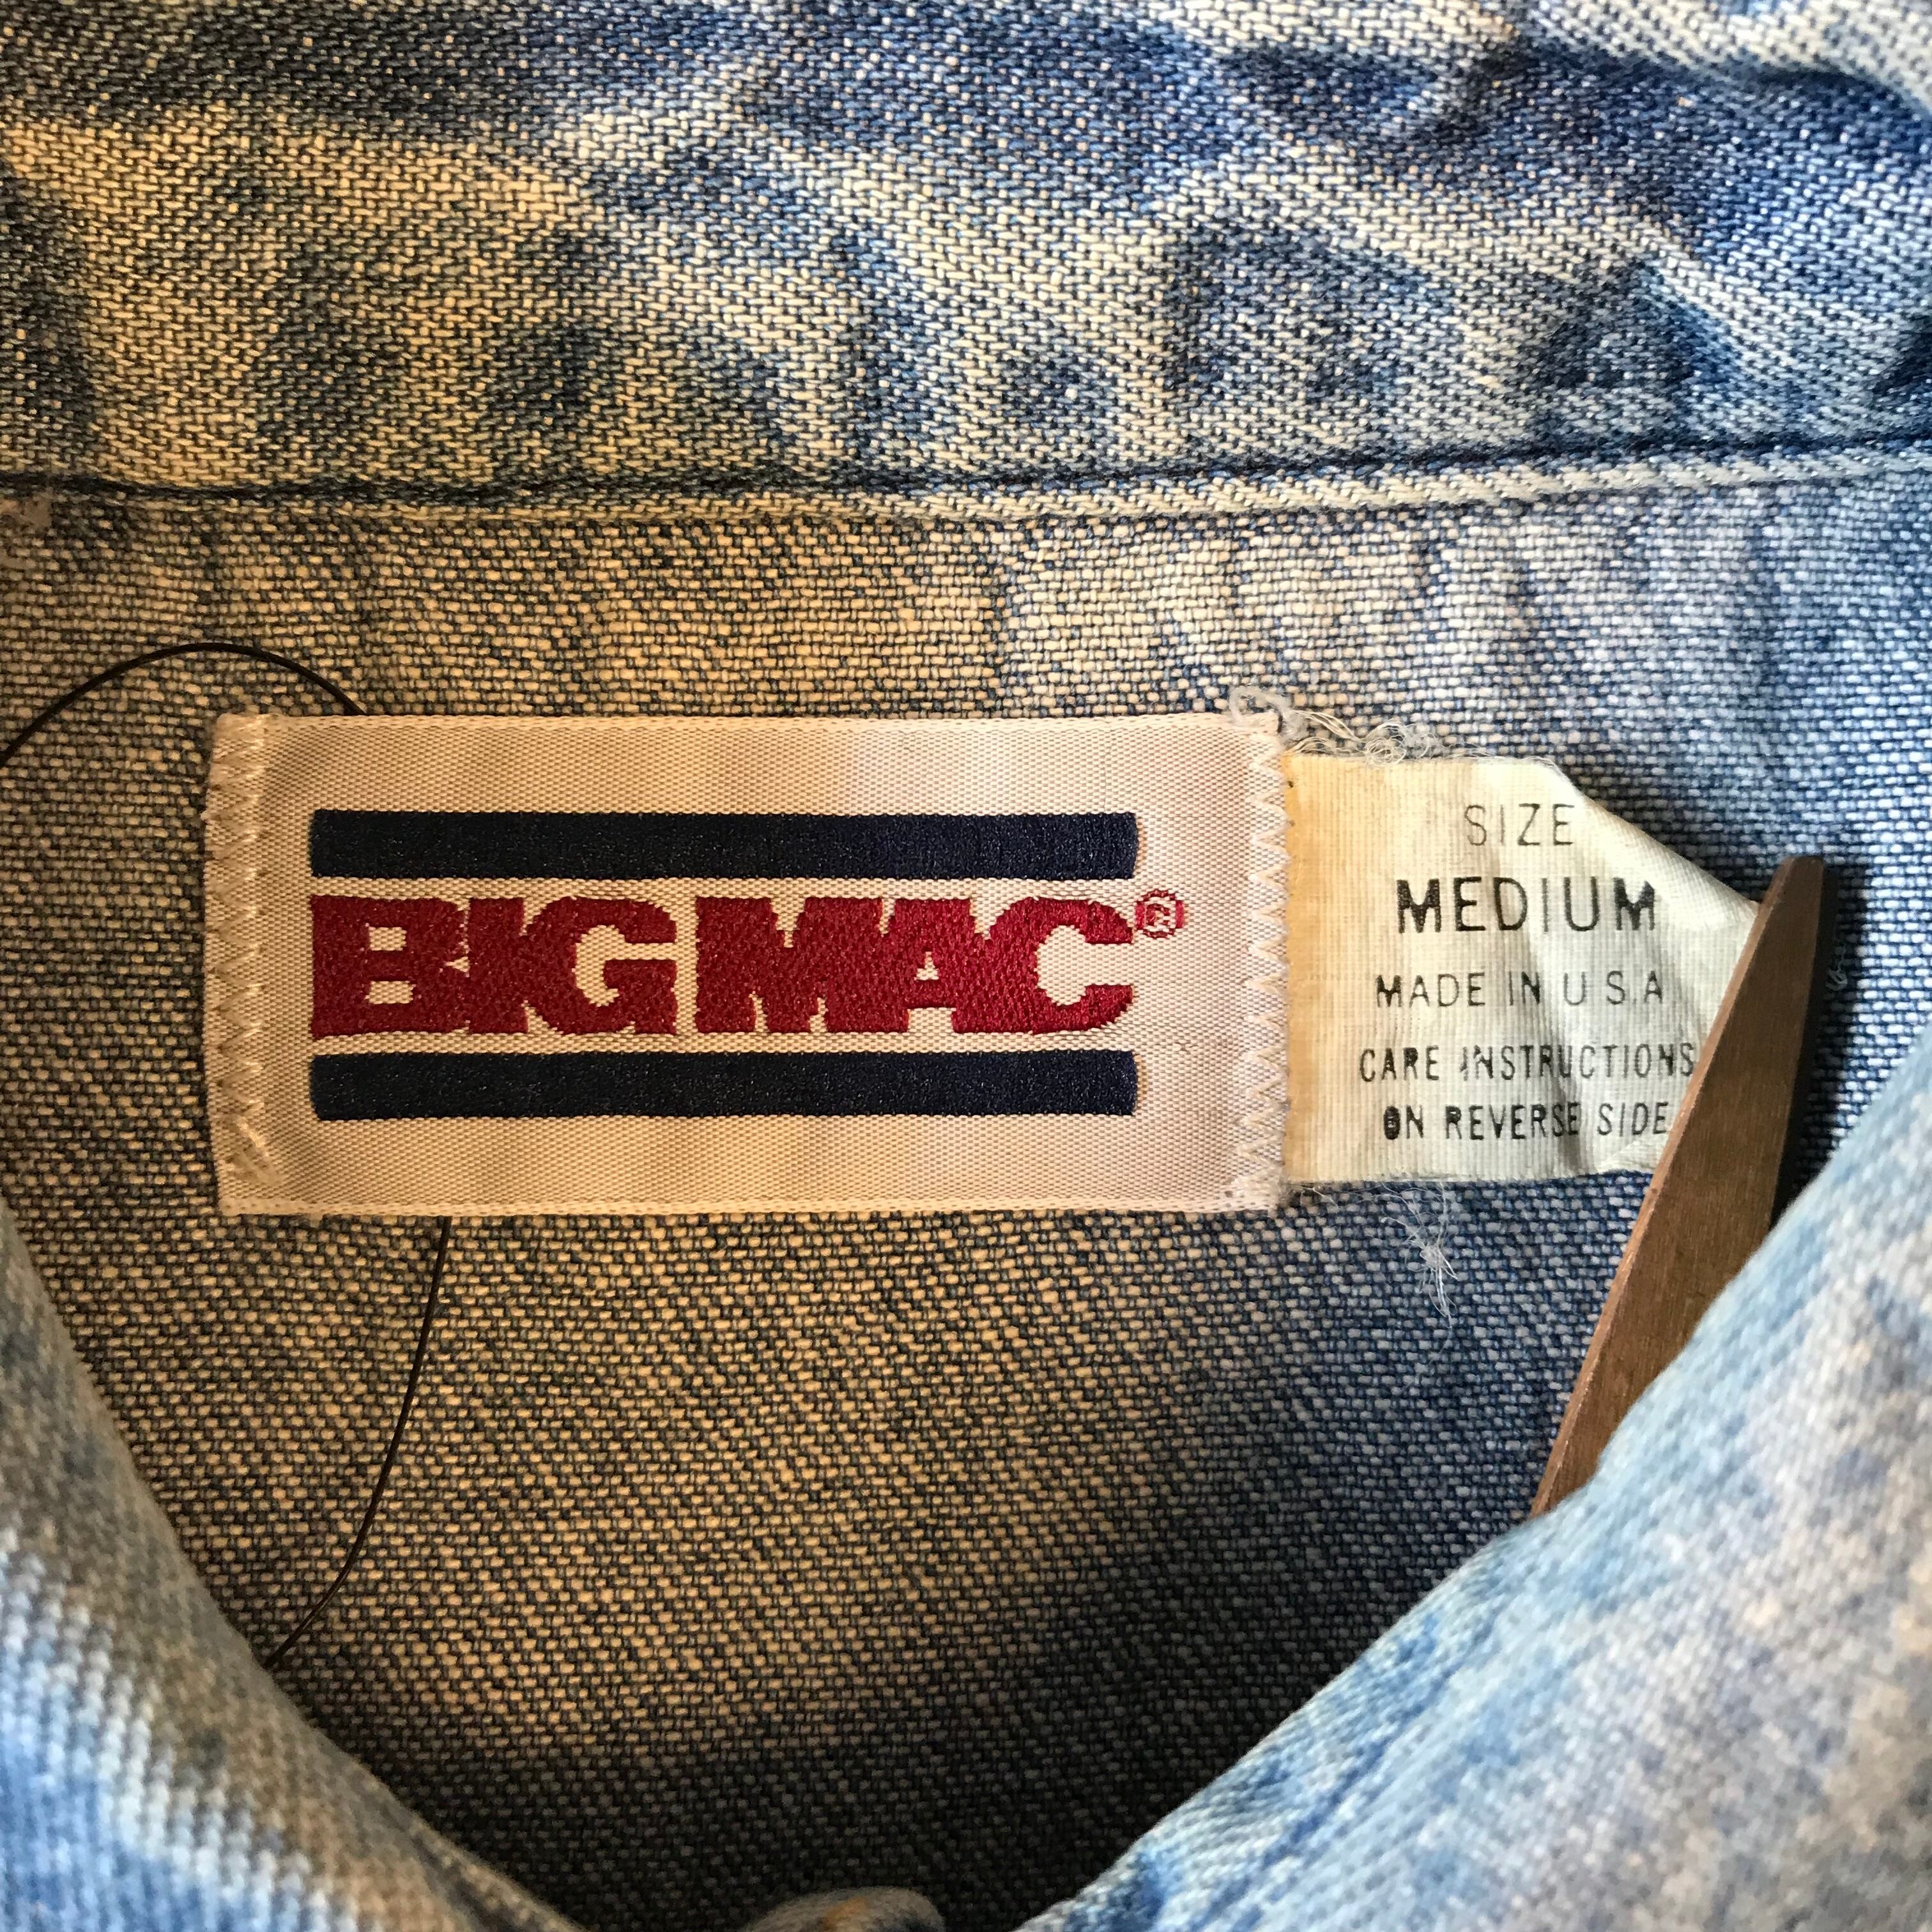 BIG MAC®
SIZE
MEDIUM
MADE IN U.S.A.
CARE INSTRUCTIONS
ON REVERSE SIDE